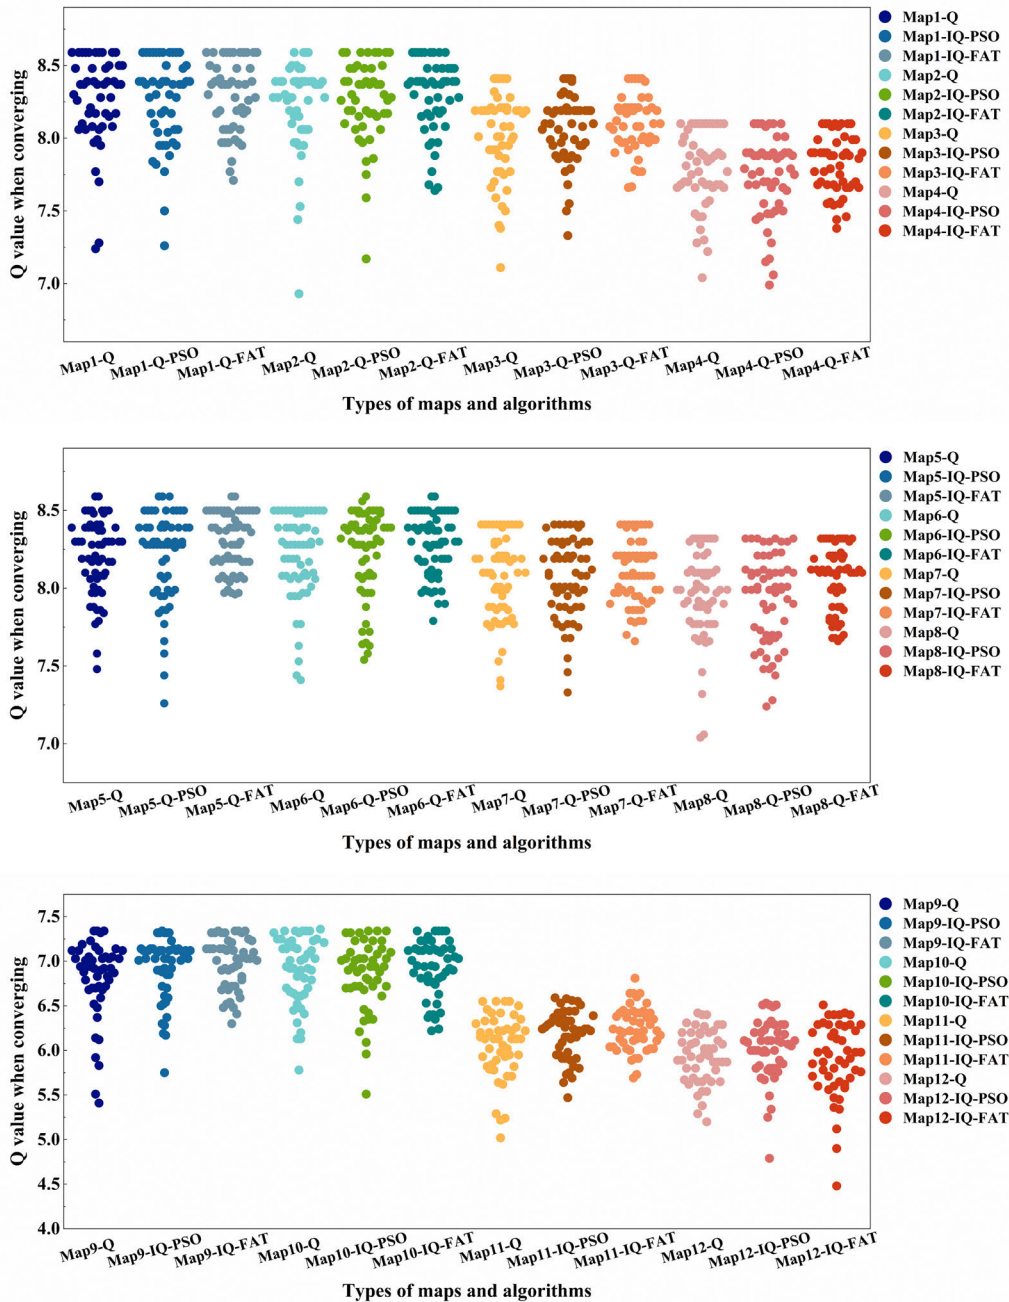 Q value when converging
8.5
8.0
7.5
7.0
Map1-Q
Map1-Q-PSO
Map1-Q-FAT
Map2-Q
Map2-Q-PSO
Map2-Q-FAT
Map3-Q
Map3-Q-PSO
Map3-Q-FAT
Map4-Q
Map4-Q-PSO
Map4-Q-FAT
Types of maps and algorithms
Map1-Q
Map1-IQ-PSO
Map1-IQ-FAT
Map2-Q
Map2-IQ-PSO
Map2-IQ-FAT
Map3-Q
Map3-IQ-PSO
Map3-IQ-FAT
Map4-Q
Map4-IQ-PSO
Map4-IQ-FAT
Q value when converging
8.5
8.0
7.5
7.0
Map5-Q
Map5-Q-PSO
Map5-Q-FAT
Map6-Q
Map6-Q-PSO
Map6-Q-FAT
Map7-Q
Map7-Q-PSO
Map7-Q-FAT
Map8-Q
Map8-Q-PSO
Map8-Q-FAT
Types of maps and algorithms
Map5-Q
Map5-IQ-PSO
Map5-IQ-FAT
Map6-Q
Map6-IQ-PSO
Map6-IQ-FAT
Map7-Q
Map7-IQ-PSO
Map7-IQ-FAT
Map8-Q
Map8-IQ-PSO
Map8-IQ-FAT
Q value when converging
7.5
7.0
6.5
6.0
5.5
5.0
4.5
4.0
Map9-Q
Map9-IQ-PSO
Map9-IQ-FAT
Map10-Q
Map10-IQ-PSO
Map10-IQ-FAT
Map11-Q
Map11-IQ-PSO
Map11-IQ-FAT
Map12-Q
Map12-IQ-PSO
Map12-IQ-FAT
Types of maps and algorithms
Map9-Q
Map9-IQ-PSO
Map9-IQ-FAT
Map10-Q
Map10-IQ-PSO
Map10-IQ-FAT
Map11-Q
Map11-IQ-PSO
Map11-IQ-FAT
Map12-Q
Map12-IQ-PSO
Map12-IQ-FAT